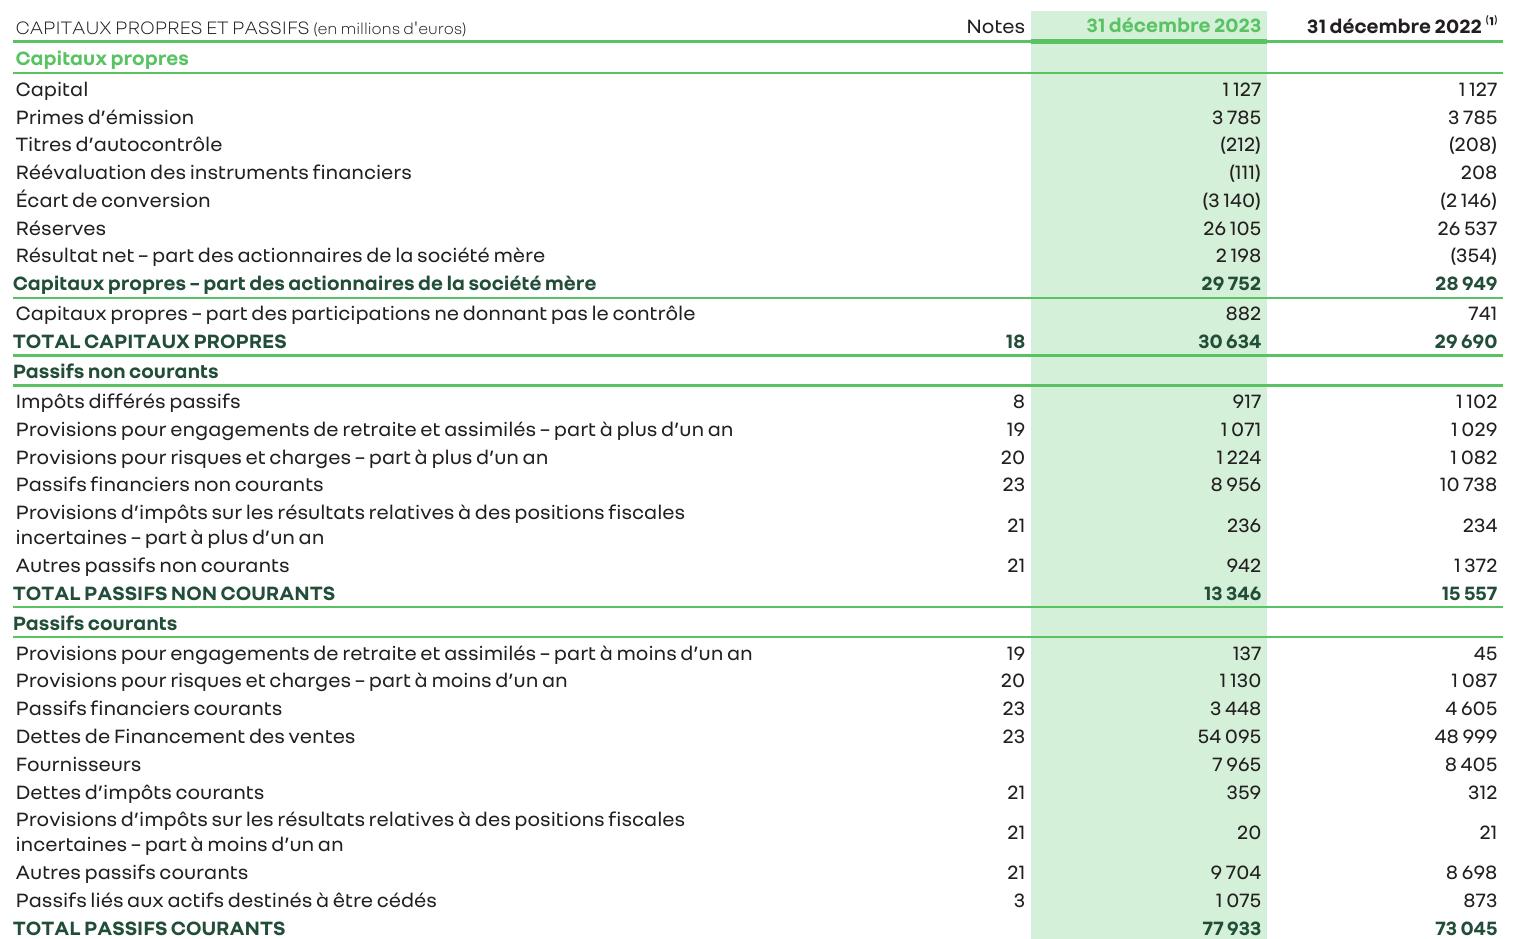 CAPITAUX PROPRES ET PASSIFS (en millions d'euros) Notes 31 décembre 2023 31 décembre 2022 (1)
Capitaux propres
Capital 1 127 1 127
Primes d’émission 3 785 3 785
Titres d’autocontrôle (212) (208)
Réévaluation des instruments financiers (111) 208
Écart de conversion (3 140) (2 146)
Réserves 26 105 26 537
Résultat net – part des actionnaires de la société mère 2 198 (354)
Capitaux propres – part des actionnaires de la société mère 29 752 28 949
Capitaux propres – part des participations ne donnant pas le contrôle 882 741
TOTAL CAPITAUX PROPRES 18 30 634 29 690
Passifs non courants
Impôts différés passifs 8 917 1 102
Provisions pour engagements de retraite et assimilés – part à plus d’un an 19 1 071 1 029
Provisions pour risques et charges – part à plus d’un an 20 1 224 1 082
Passifs financiers non courants 23 8 956 10 738
Provisions d’impôts sur les résultats relatives à des positions fiscales
incertaines – part à plus d’un an 21 236 234
Autres passifs non courants 21 942 1 372
TOTAL PASSIFS NON COURANTS 13 346 15 557
Passifs courants
Provisions pour engagements de retraite et assimilés – part à moins d’un an 19 137 45
Provisions pour risques et charges – part à moins d’un an 20 1 130 1 087
Passifs financiers courants 23 3 448 4 605
Dettes de Financement des ventes 23 54 095 48 999
Fournisseurs 7 965 8 405
Dettes d’impôts courants 21 359 312
Provisions d’impôts sur les résultats relatives à des positions fiscales
incertaines – part à moins d’un an 21 20 21
Autres passifs courants 21 9 704 8 698
Passifs liés aux actifs destinés à être cédés 3 1 075 873
TOTAL PASSIFS COURANTS 77 933 73 045